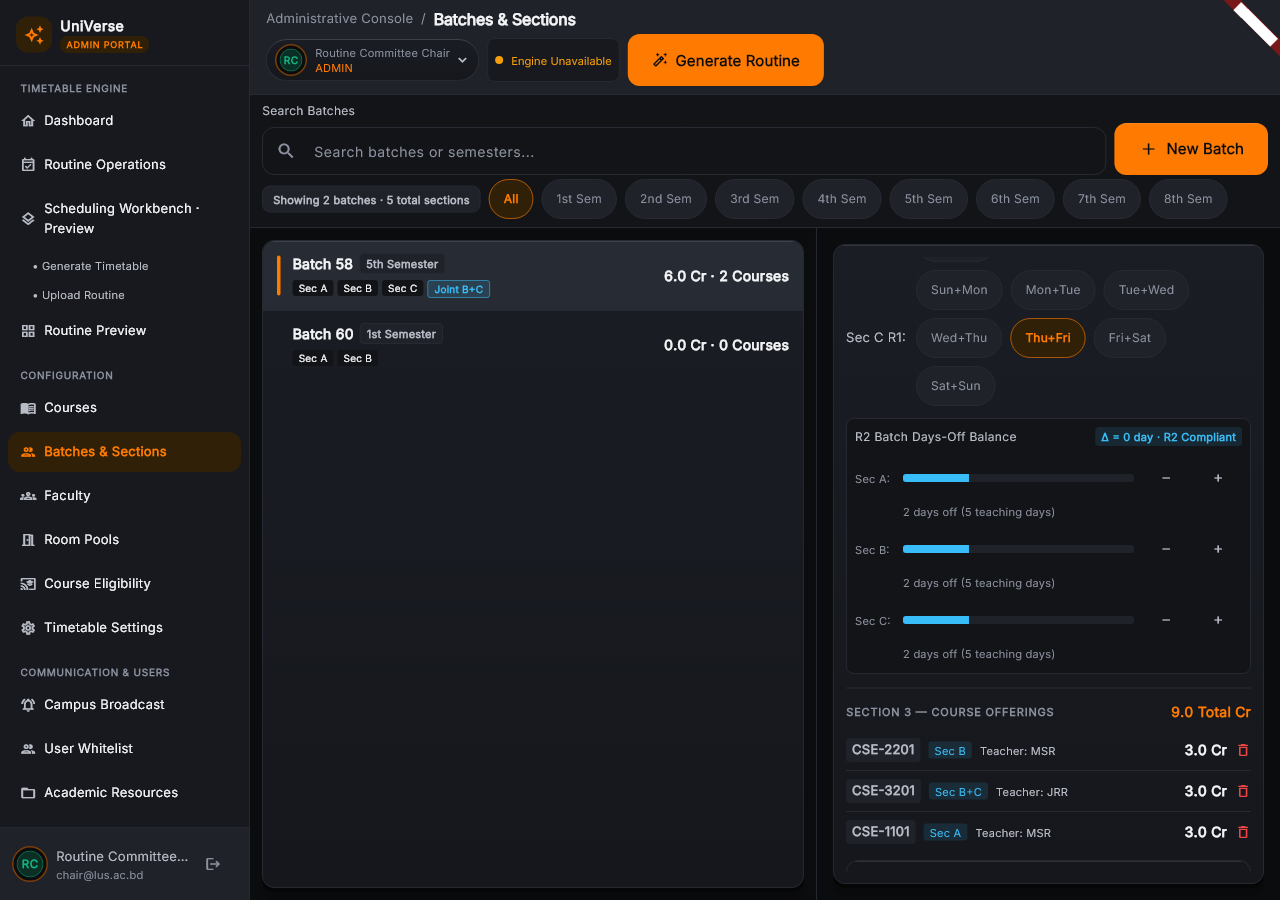 UniVerse
ADMIN PORTAL
TIMETABLE ENGINE
Dashboard
Routine Operations
Scheduling Workbench ·
Preview
• Generate Timetable
• Upload Routine
Routine Preview
CONFIGURATION
Courses
Batches & Sections
Faculty
Room Pools
Course Eligibility
Timetable Settings
COMMUNICATION & USERS
Campus Broadcast
User Whitelist
Academic Resources
RC
Routine Committee...
chair@lus.ac.bd
Administrative Console / Batches & Sections
RC
Routine Committee Chair
ADMIN
Engine Unavailable
Generate Routine
Search Batches
Search batches or semesters...
+ New Batch
Showing 2 batches · 5 total sections
All
1st Sem
2nd Sem
3rd Sem
4th Sem
5th Sem
6th Sem
7th Sem
8th Sem
Batch 58 5th Semester
Sec A Sec B Sec C Joint B+C
6.0 Cr · 2 Courses
Batch 60 1st Semester
Sec A Sec B
0.0 Cr · 0 Courses
Sun+Mon Mon+Tue Tue+Wed
Sec C R1: Wed+Thu Thu+Fri Fri+Sat
Sat+Sun
R2 Batch Days-Off Balance Δ = 0 day · R2 Compliant
Sec A: − +
2 days off (5 teaching days)
Sec B: − +
2 days off (5 teaching days)
Sec C: − +
2 days off (5 teaching days)
SECTION 3 — COURSE OFFERINGS 9.0 Total Cr
CSE-2201 Sec B Teacher: MSR 3.0 Cr
CSE-3201 Sec B+C Teacher: JRR 3.0 Cr
CSE-1101 Sec A Teacher: MSR 3.0 Cr